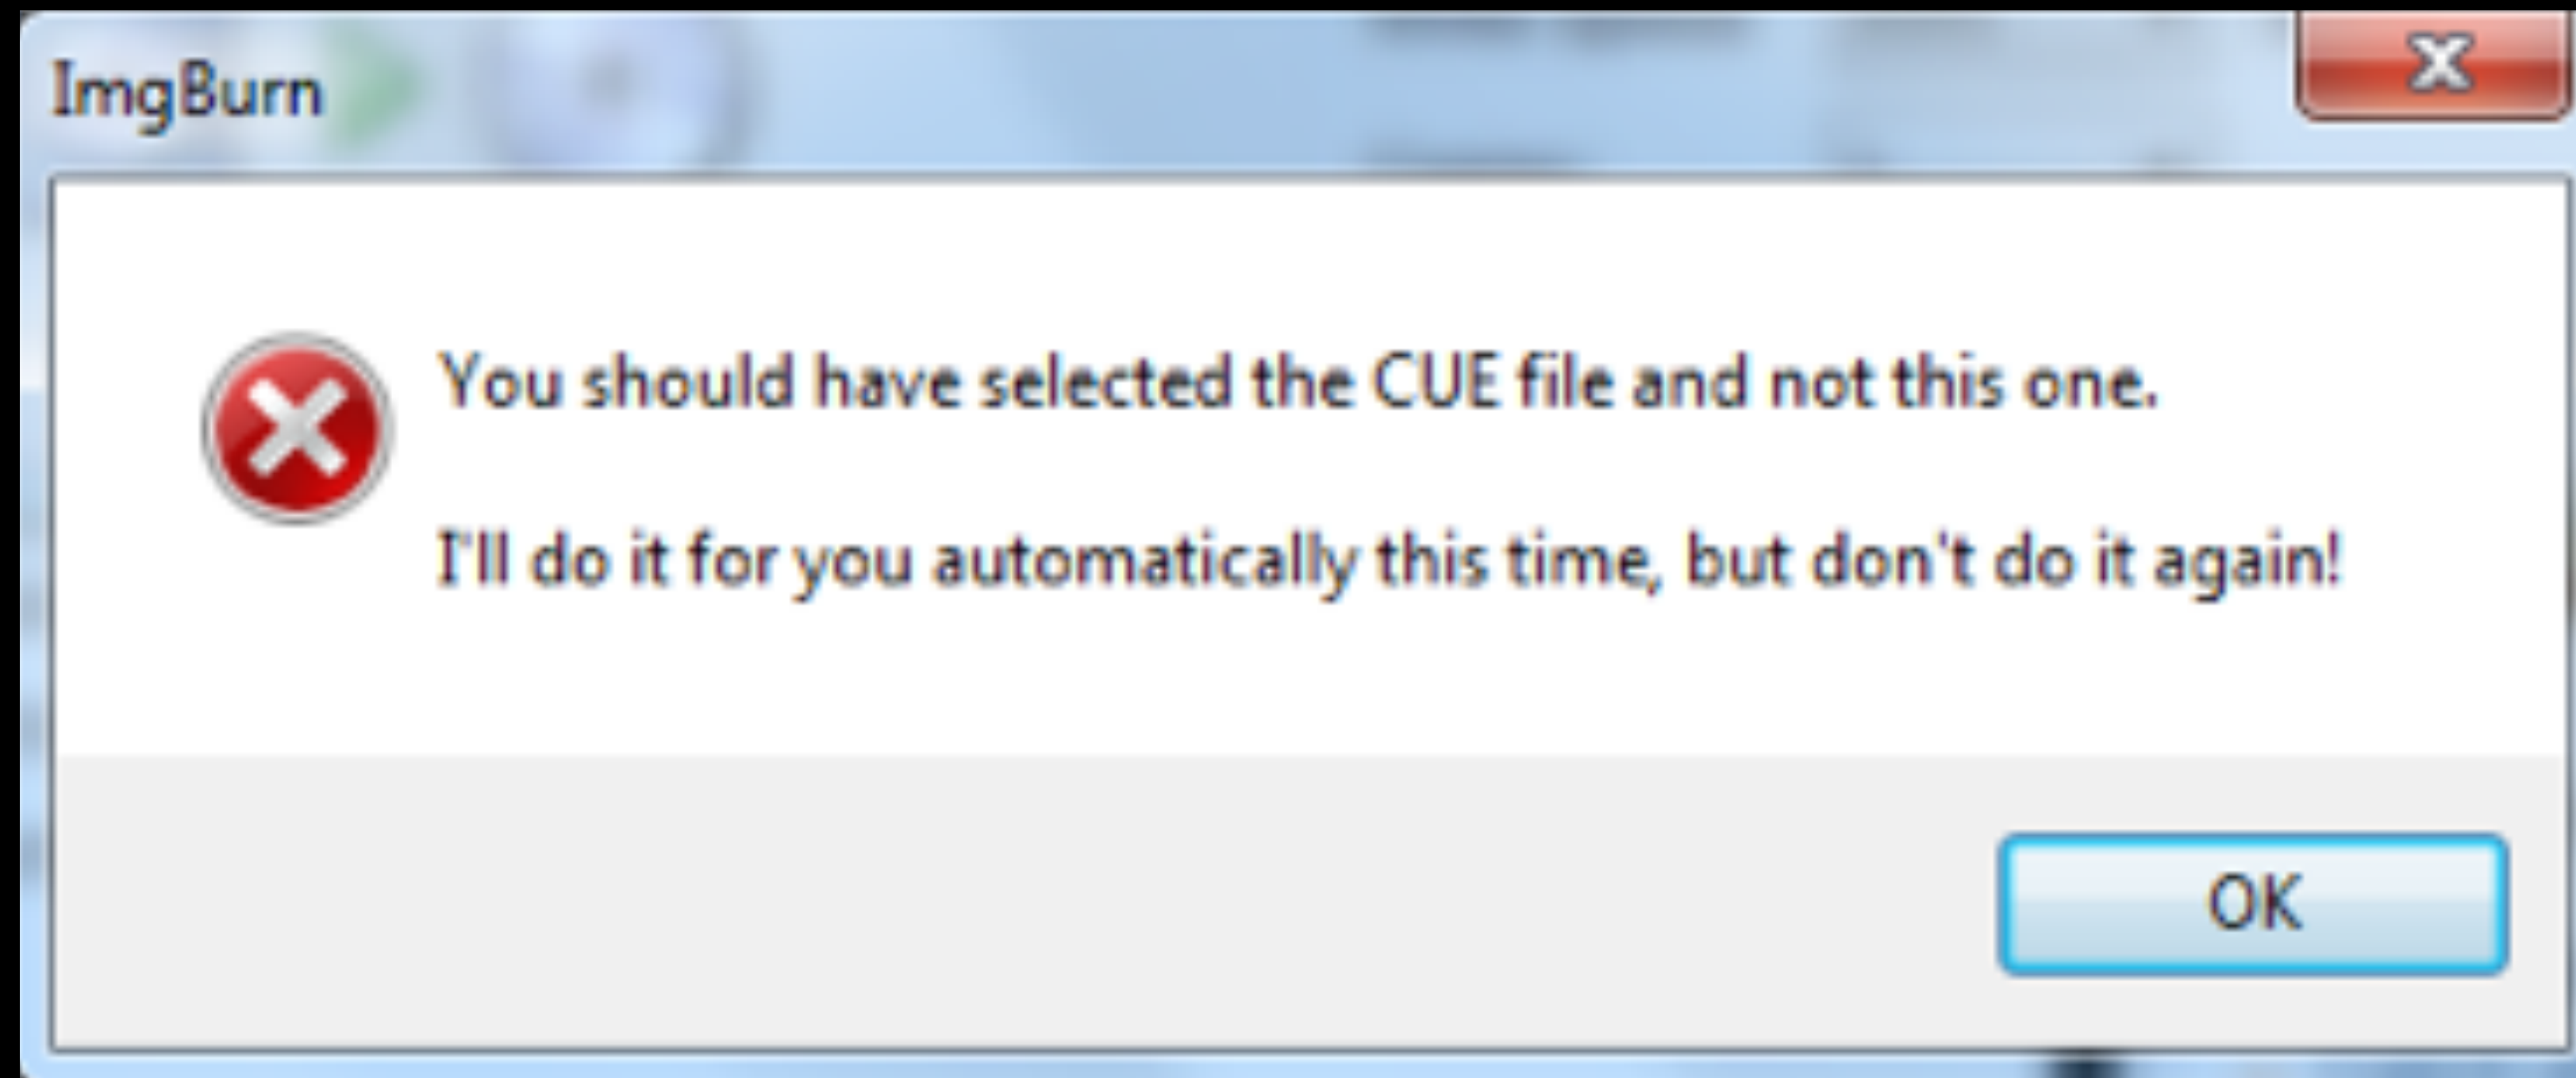 ImgBurn
You should have selected the CUE file and not this one.
I'll do it for you automatically this time, but don't do it again!
OK